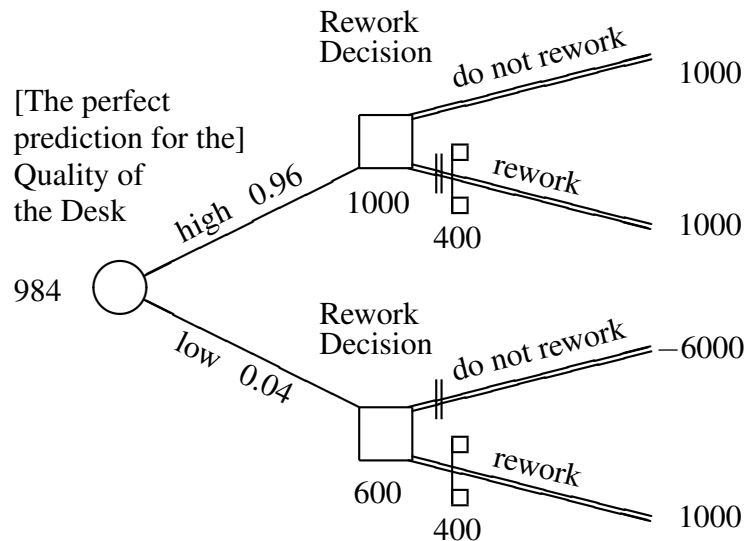 Rework
Decision
do not rework
1000
[The perfect
prediction for the]
Quality of
the Desk
high 0.96
1000
rework
400
1000
984
low 0.04
Rework
Decision
do not rework
−6000
600
rework
400
1000